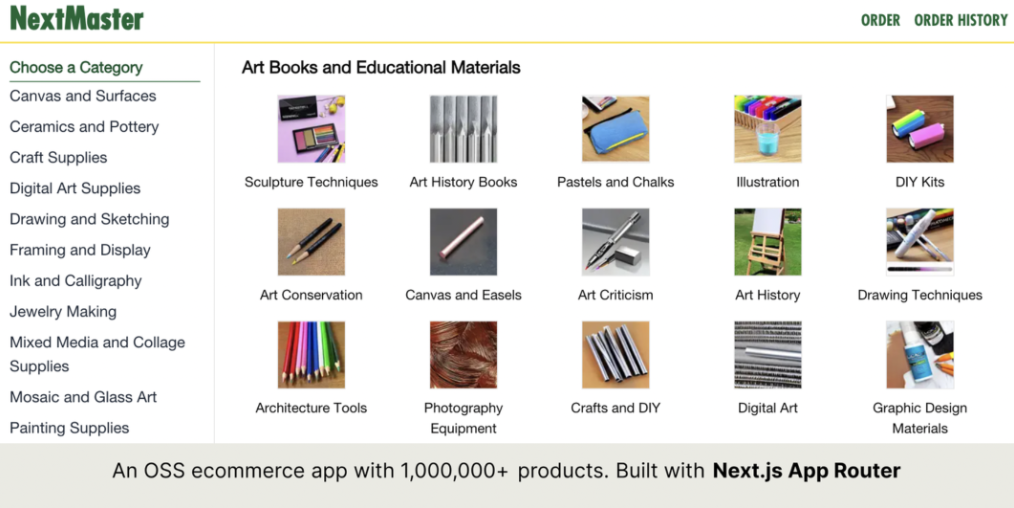 NextMaster
ORDER ORDER HISTORY
Choose a Category
Canvas and Surfaces
Ceramics and Pottery
Craft Supplies
Digital Art Supplies
Drawing and Sketching
Framing and Display
Ink and Calligraphy
Jewelry Making
Mixed Media and Collage
Supplies
Mosaic and Glass Art
Painting Supplies
Art Books and Educational Materials
Sculpture Techniques
Art History Books
Pastels and Chalks
Illustration
DIY Kits
Art Conservation
Canvas and Easels
Art Criticism
Art History
Drawing Techniques
Architecture Tools
Photography
Equipment
Crafts and DIY
Digital Art
Graphic Design
Materials
An OSS ecommerce app with 1,000,000+ products. Built with Next.js App Router